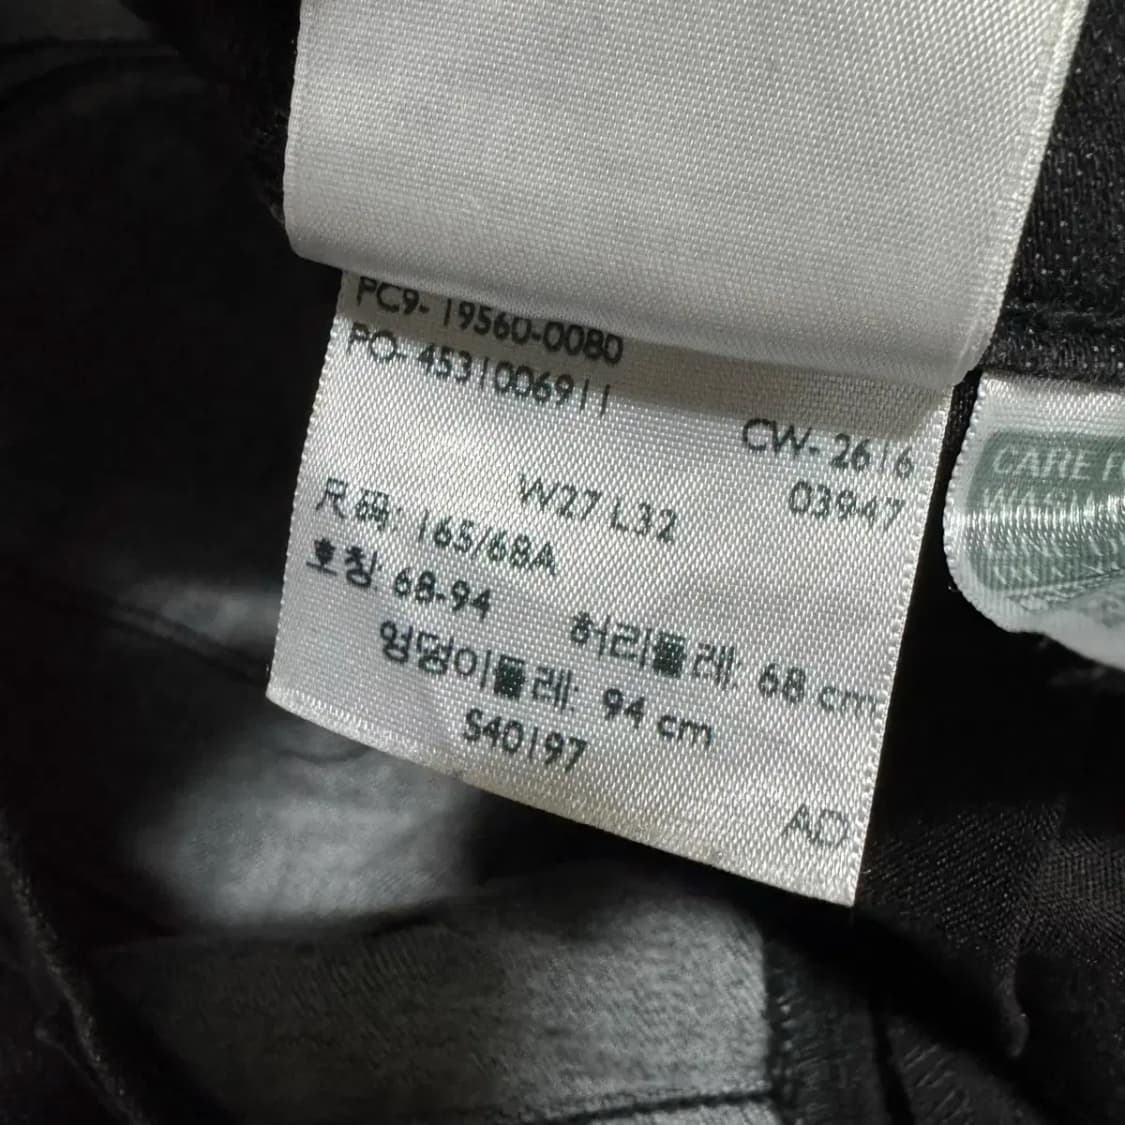 PC9- 19560-0080
PO- 4531006911
CW- 2616
03947
W27 L32
尺码: 165/68A
호칭: 68-94
허리둘레: 68 cm
엉덩이둘레: 94 cm
S40197
AD
CARE
WASH